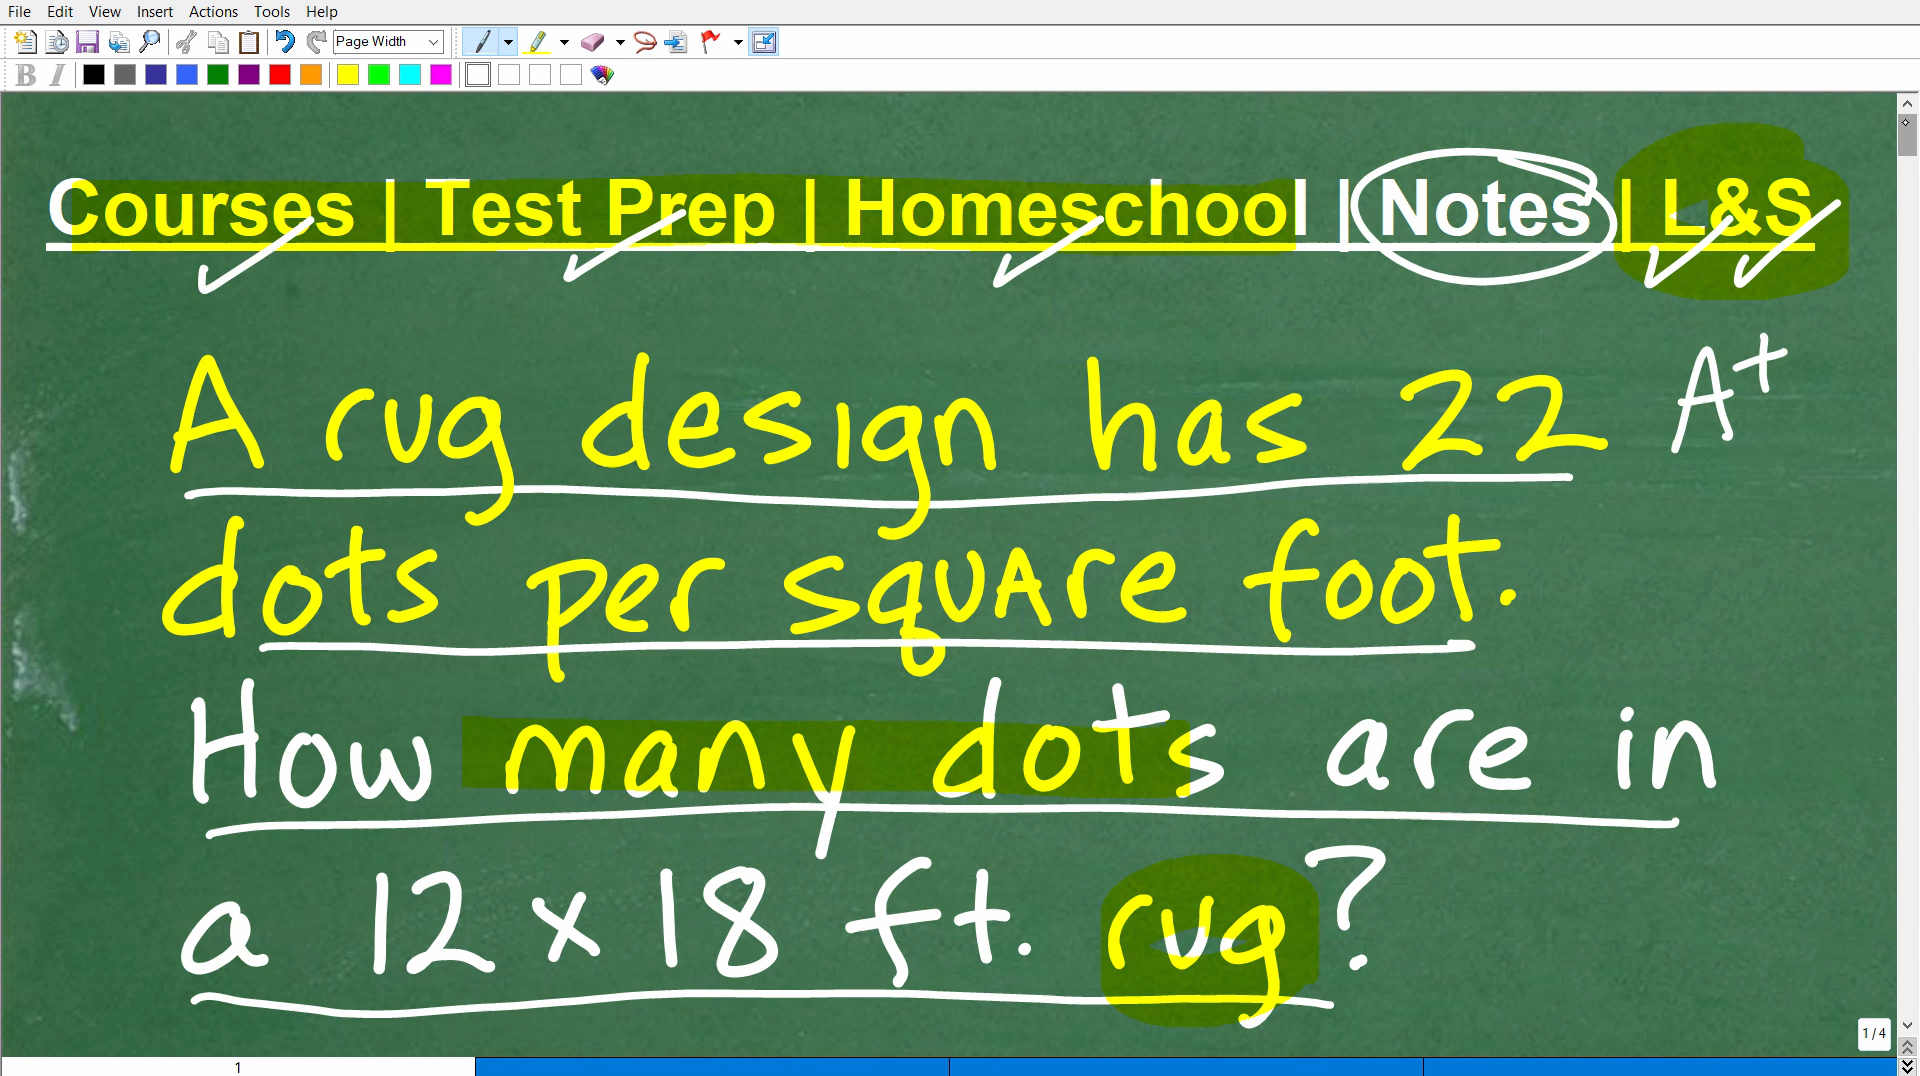 File Edit View Insert Actions Tools Help
Page Width
B I
Courses | Test Prep | Homeschool | Notes | L&S
A rug design has 22 A+
dots per square foot.
How many dots are in
a 12 x 18 ft. rug?
1 / 4
1